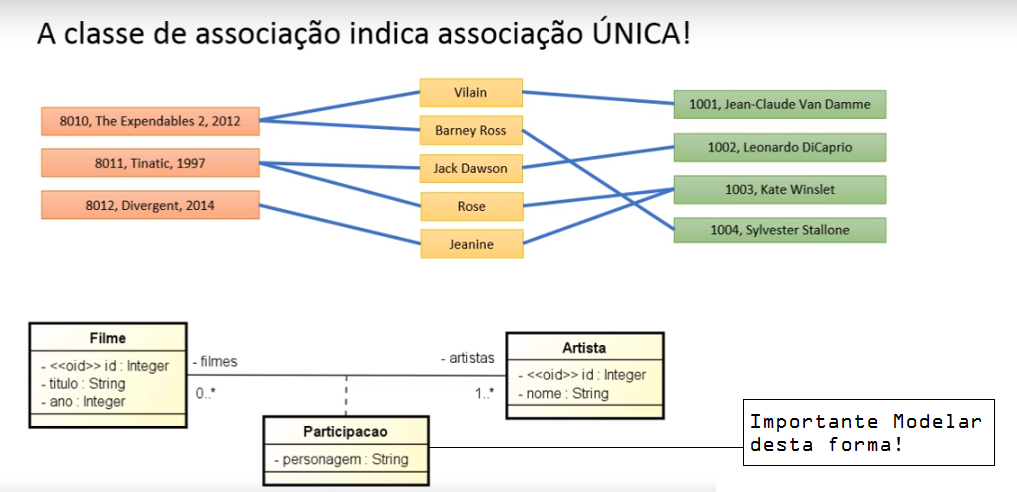 A classe de associação indica associação ÚNICA!
8010, The Expendables 2, 2012
8011, Tinatic, 1997
8012, Divergent, 2014
Vilain
Barney Ross
Jack Dawson
Rose
Jeanine
1001, Jean-Claude Van Damme
1002, Leonardo DiCaprio
1003, Kate Winslet
1004, Sylvester Stallone
Filme
- <<oid>> id : Integer
- titulo : String
- ano : Integer
- filmes
0..*
- artistas
1..*
Artista
- <<oid>> id : Integer
- nome : String
Participacao
- personagem : String
Importante Modelar
desta forma!